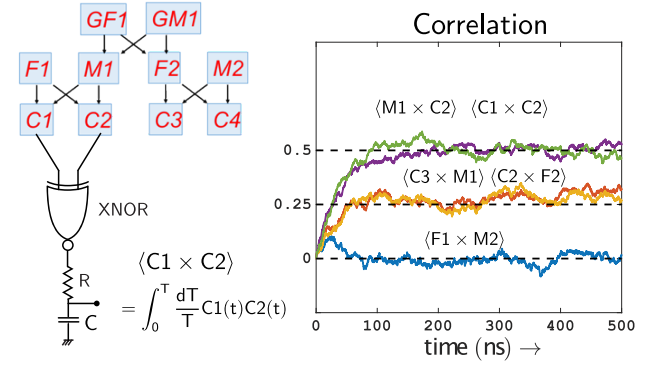 GF1 GM1
F1 M1 F2 M2
C1 C2 C3 C4
XNOR
R
C
⟨C1 × C2⟩
= ∫₀ᵀ dT/T C1(t)C2(t)
Correlation
⟨M1 × C2⟩ ⟨C1 × C2⟩
0.5
⟨C3 × M1⟩ ⟨C2 × F2⟩
0.25
⟨F1 × M2⟩
0
0 100 200 300 400 500
time (ns) →